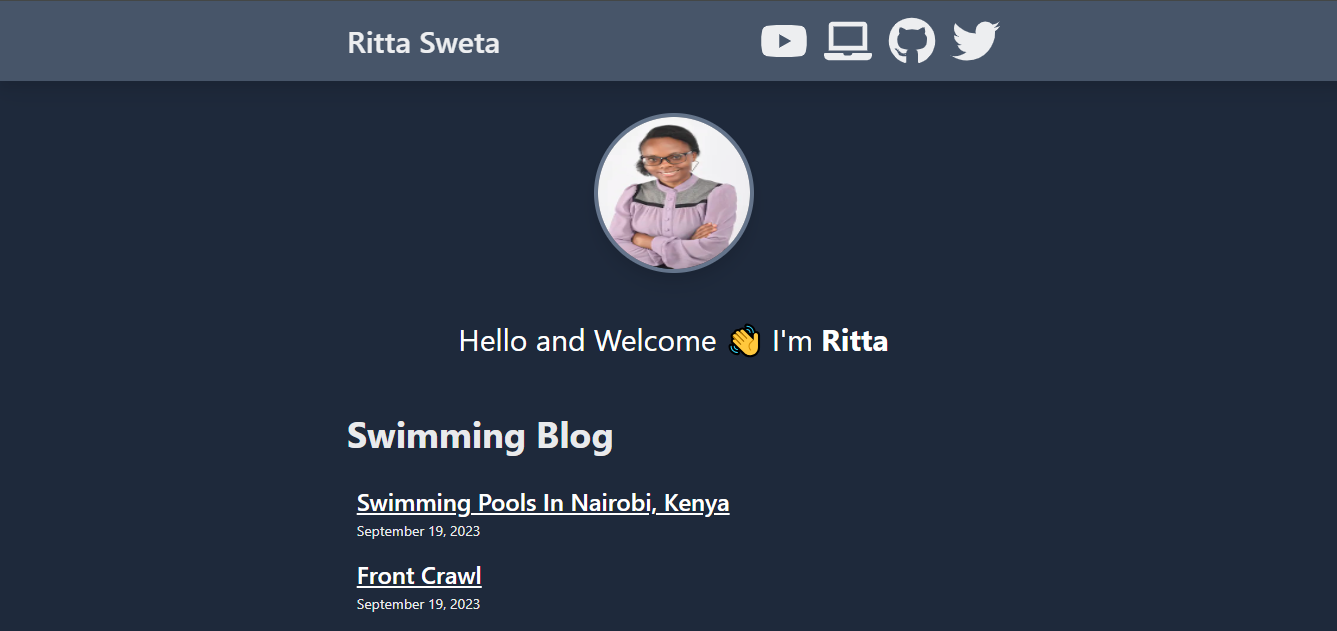 Ritta Sweta
Hello and Welcome 👋 I'm Ritta
Swimming Blog
Swimming Pools In Nairobi, Kenya
September 19, 2023
Front Crawl
September 19, 2023